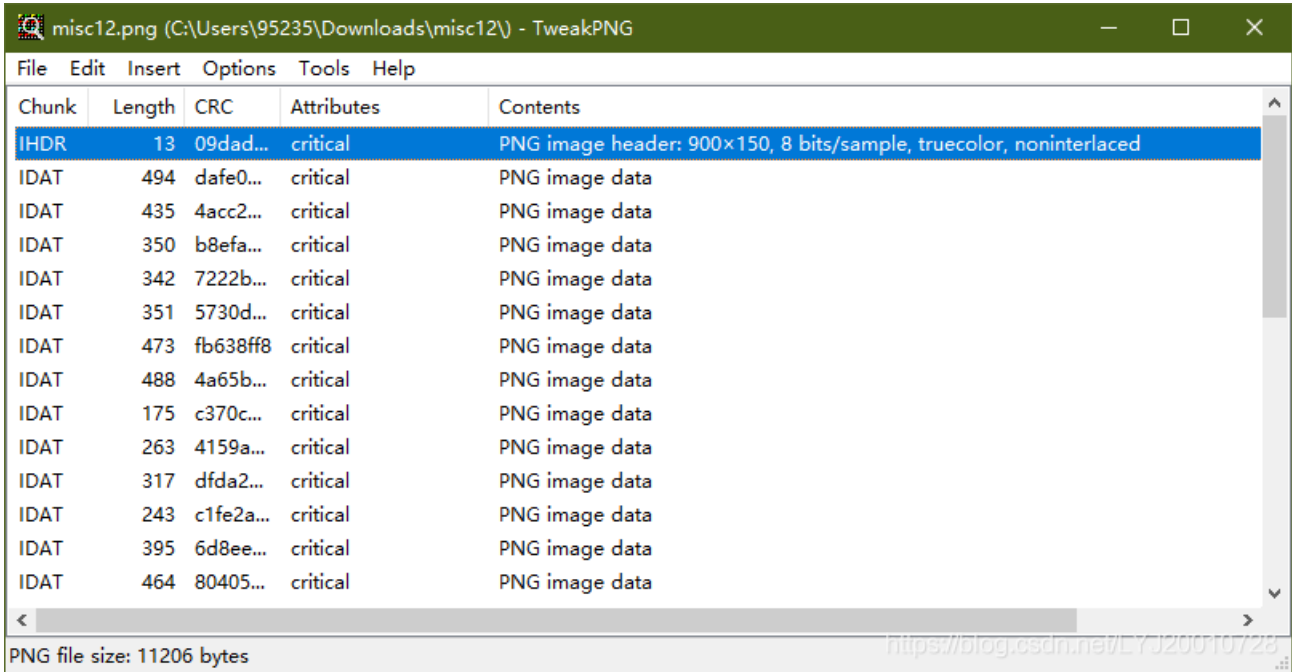 misc12.png (C:\Users\95235\Downloads\misc12\) - TweakPNG
File Edit Insert Options Tools Help
Chunk Length CRC Attributes Contents
IHDR 13 09dad... critical PNG image header: 900×150, 8 bits/sample, truecolor, noninterlaced
IDAT 494 dafe0... critical PNG image data
IDAT 435 4acc2... critical PNG image data
IDAT 350 b8efa... critical PNG image data
IDAT 342 7222b... critical PNG image data
IDAT 351 5730d... critical PNG image data
IDAT 473 fb638ff8 critical PNG image data
IDAT 488 4a65b... critical PNG image data
IDAT 175 c370c... critical PNG image data
IDAT 263 4159a... critical PNG image data
IDAT 317 dfda2... critical PNG image data
IDAT 243 c1fe2a... critical PNG image data
IDAT 395 6d8ee... critical PNG image data
IDAT 464 80405... critical PNG image data
https://blog.csdn.net/LYJ20010728
PNG file size: 11206 bytes